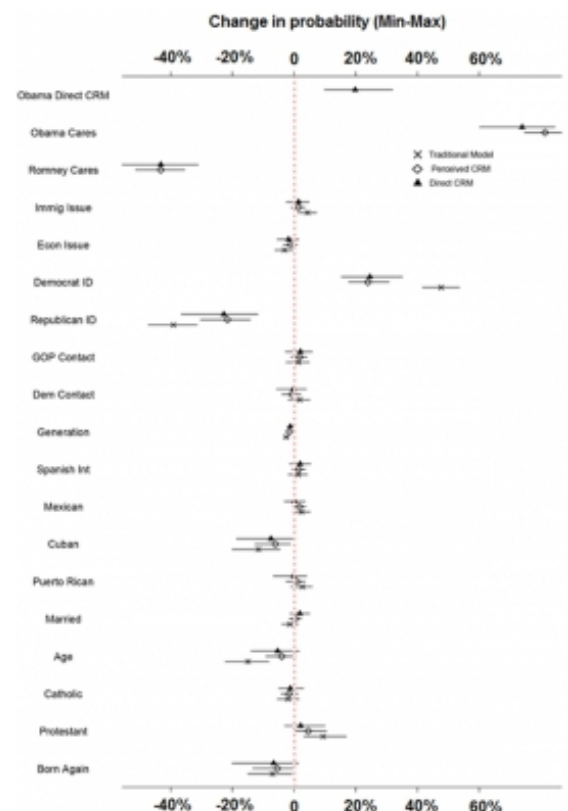 Change in probability (Min-Max)
-40% -20% 0 20% 40% 60%
Obama Direct CRM
Obama Cares
Traditional Model
Perceived CRM
Direct CRM
Romney Cares
Immig Issue
Econ Issue
Democrat ID
Republican ID
GOP Contact
Dem Contact
Generation
Spanish Int
Mexican
Cuban
Puerto Rican
Married
Age
Catholic
Protestant
Born Again
-40% -20% 0 20% 40% 60%